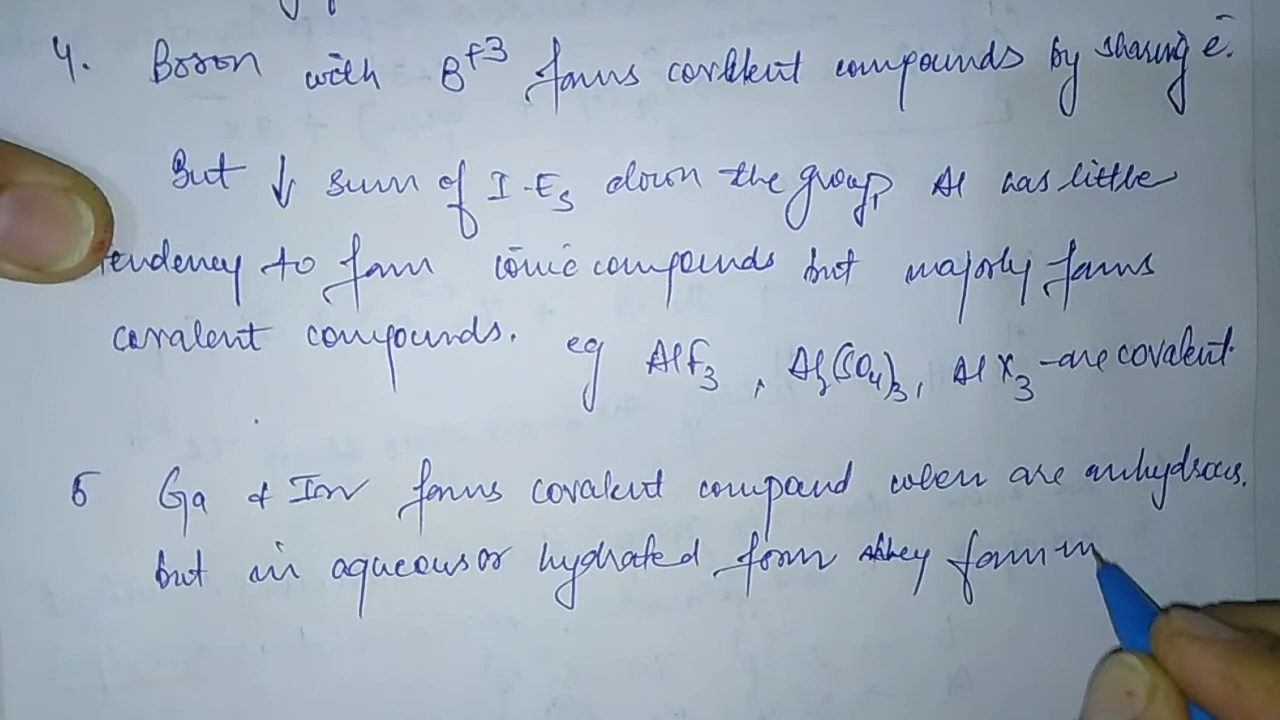 4. Boron with B+3 forms covalent compounds by sharing ē.
But ↓ sum of I.Es down the group, Al has little
tendency to form ionic compounds but majorly forms
covalent compounds. eg AlF3, Al2(SO4)3, AlX3 are covalent.
5 Ga & In forms covalent compound when are anhydrous.
but in aqueous or hydrated form they form